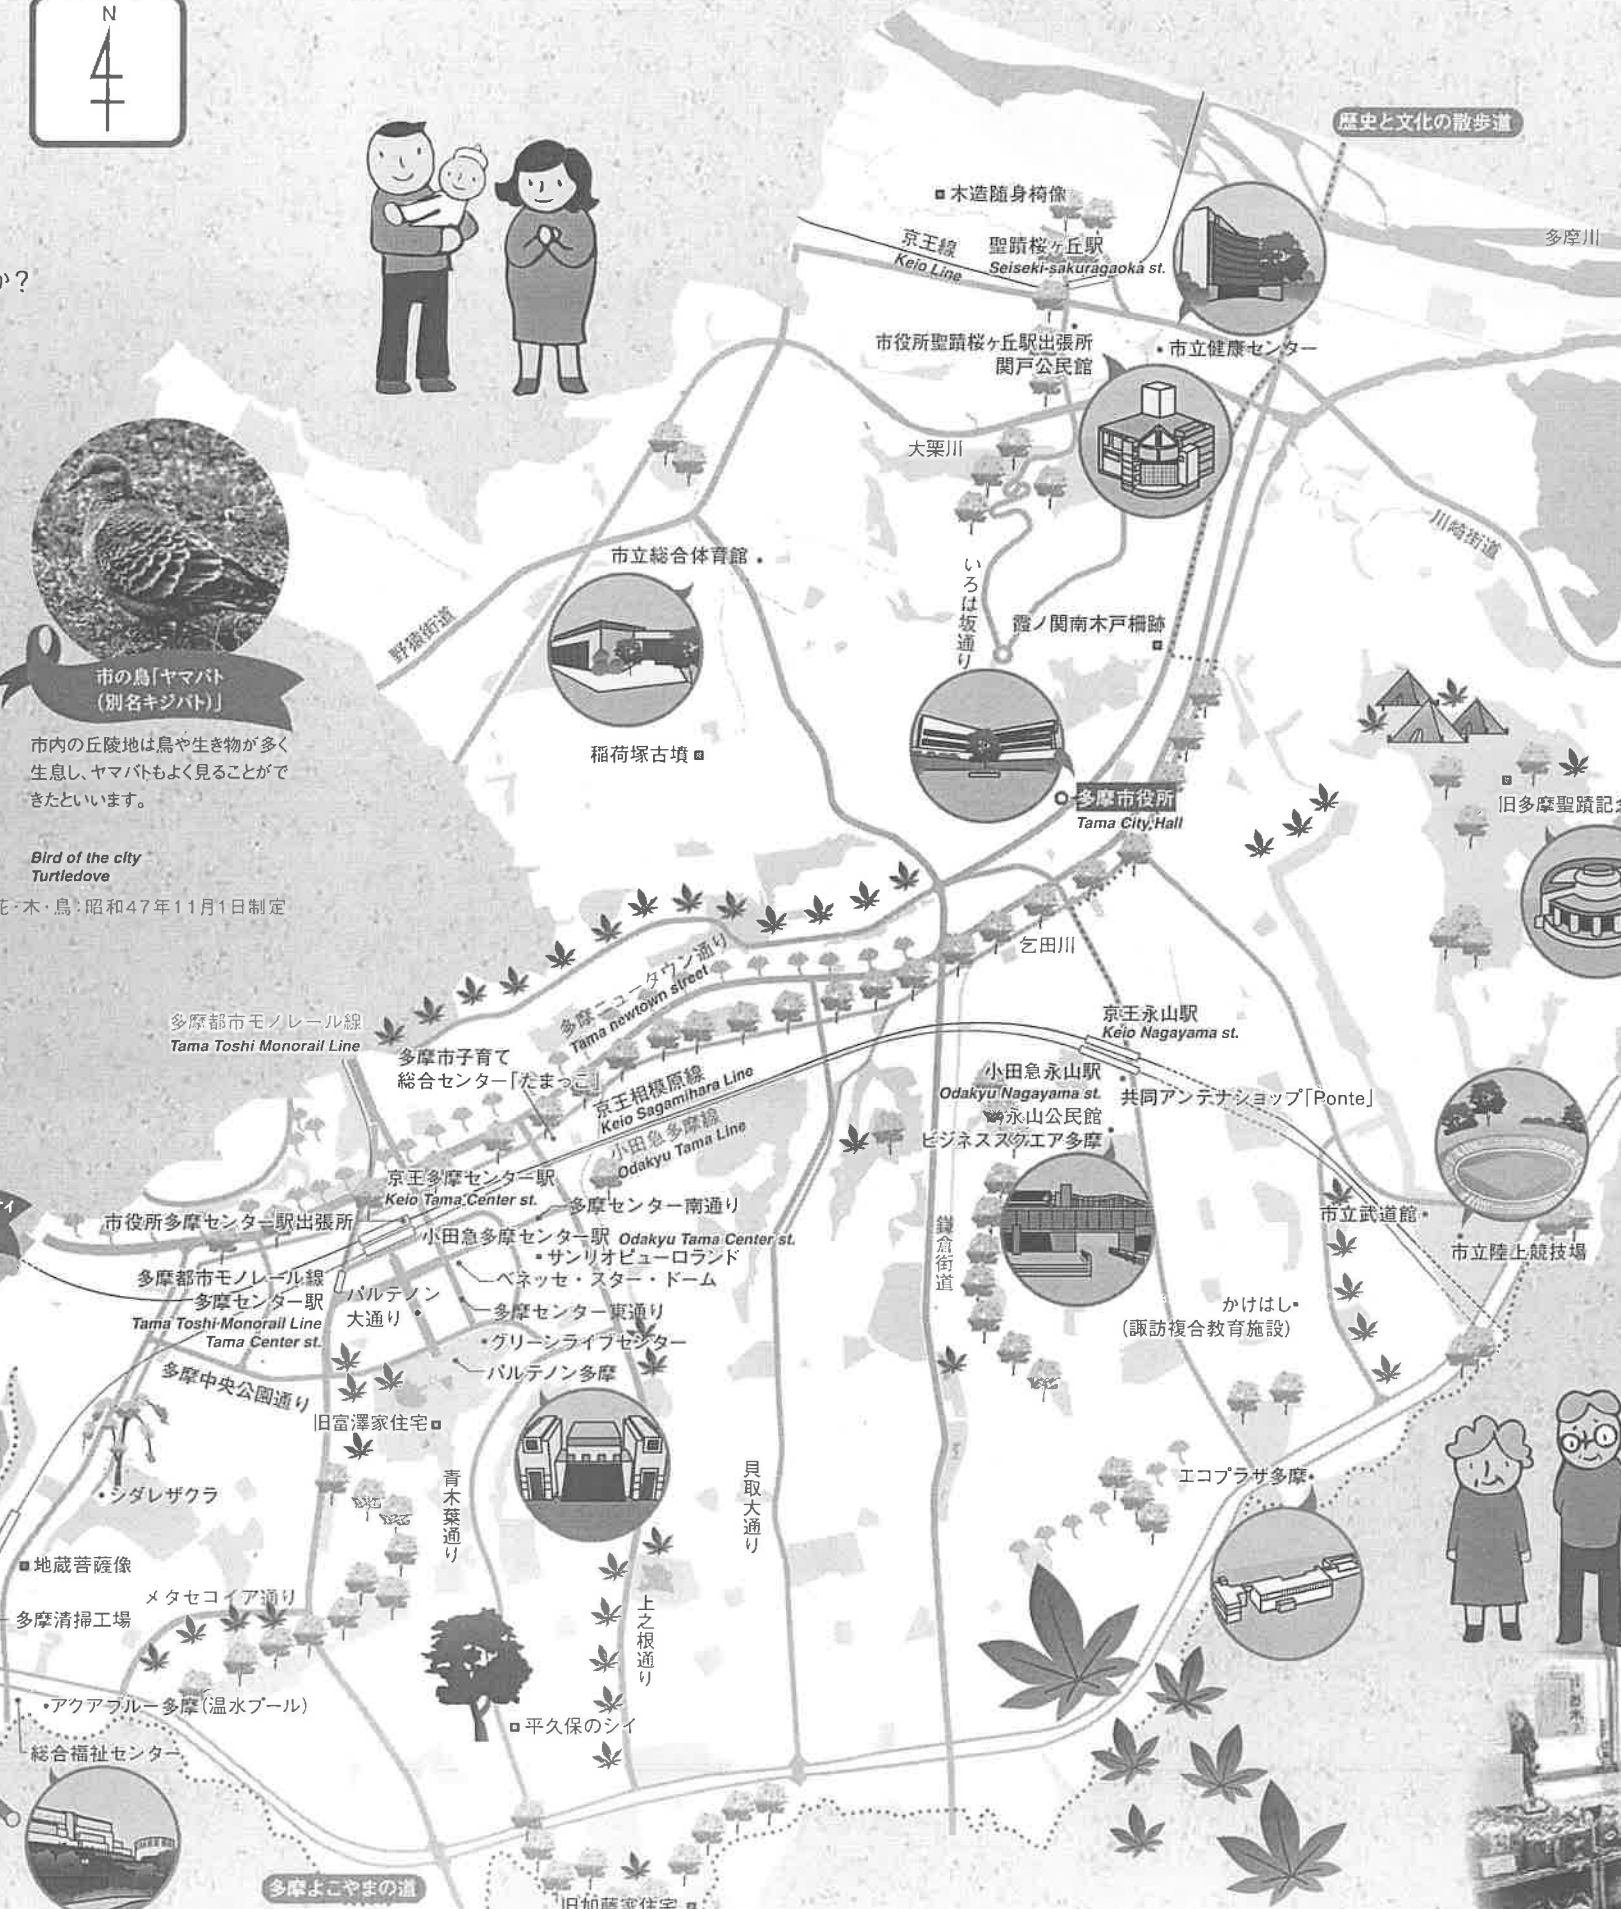 N
歴史と文化の散歩道
木造随身椅像
多摩川
京王線
Keio Line
聖蹟桜ヶ丘駅
Seiseki-sakuragaoka st.
か?
市役所聖蹟桜ヶ丘駅出張所
関戸公民館
市立健康センター
大栗川
川崎街道
市立総合体育館
いろは坂通り
野猿街道
霞ノ関南木戸柵跡
市の鳥「ヤマバト
(別名キジバト)」
市内の丘陵地は鳥や生き物が多く
生息し、ヤマバトもよく見ることがで
きたといいます。
Bird of the city
Turtledove
花・木・鳥:昭和47年11月1日制定
稲荷塚古墳
多摩市役所
Tama City Hall
旧多摩聖蹟記念
乞田川
多摩ニュータウン通り
Tama newtown street
多摩都市モノレール線
Tama Toshi Monorail Line
京王永山駅
Keio Nagayama st.
多摩市子育て
総合センター「たまっこ」
京王相模原線
Keio Sagamihara Line
小田急多摩線
Odakyu Tama Line
小田急永山駅
Odakyu Nagayama st.
共同アンテナショップ「Ponte」
永山公民館
ビジネススクエア多摩
京王多摩センター駅
Keio Tama Center st.
多摩センター南通り
市役所多摩センター駅出張所
小田急多摩センター駅 Odakyu Tama Center st.
サンリオピューロランド
ベネッセ・スター・ドーム
鎌倉街道
市立武道館
市立陸上競技場
多摩都市モノレール線
多摩センター駅
Tama Toshi Monorail Line
Tama Center st.
パルテノン
大通り
多摩センター東通り
グリーンライブセンター
パルテノン多摩
かけはし
(諏訪複合教育施設)
多摩中央公園通り
旧富澤家住宅
シダレザクラ
青木葉通り
貝取大通り
エコプラザ多摩
地蔵菩薩像
メタセコイア通り
多摩清掃工場
上之根通り
アクアブルー多摩(温水プール)
平久保のシイ
総合福祉センター
多摩よこやまの道
旧加藤家住宅